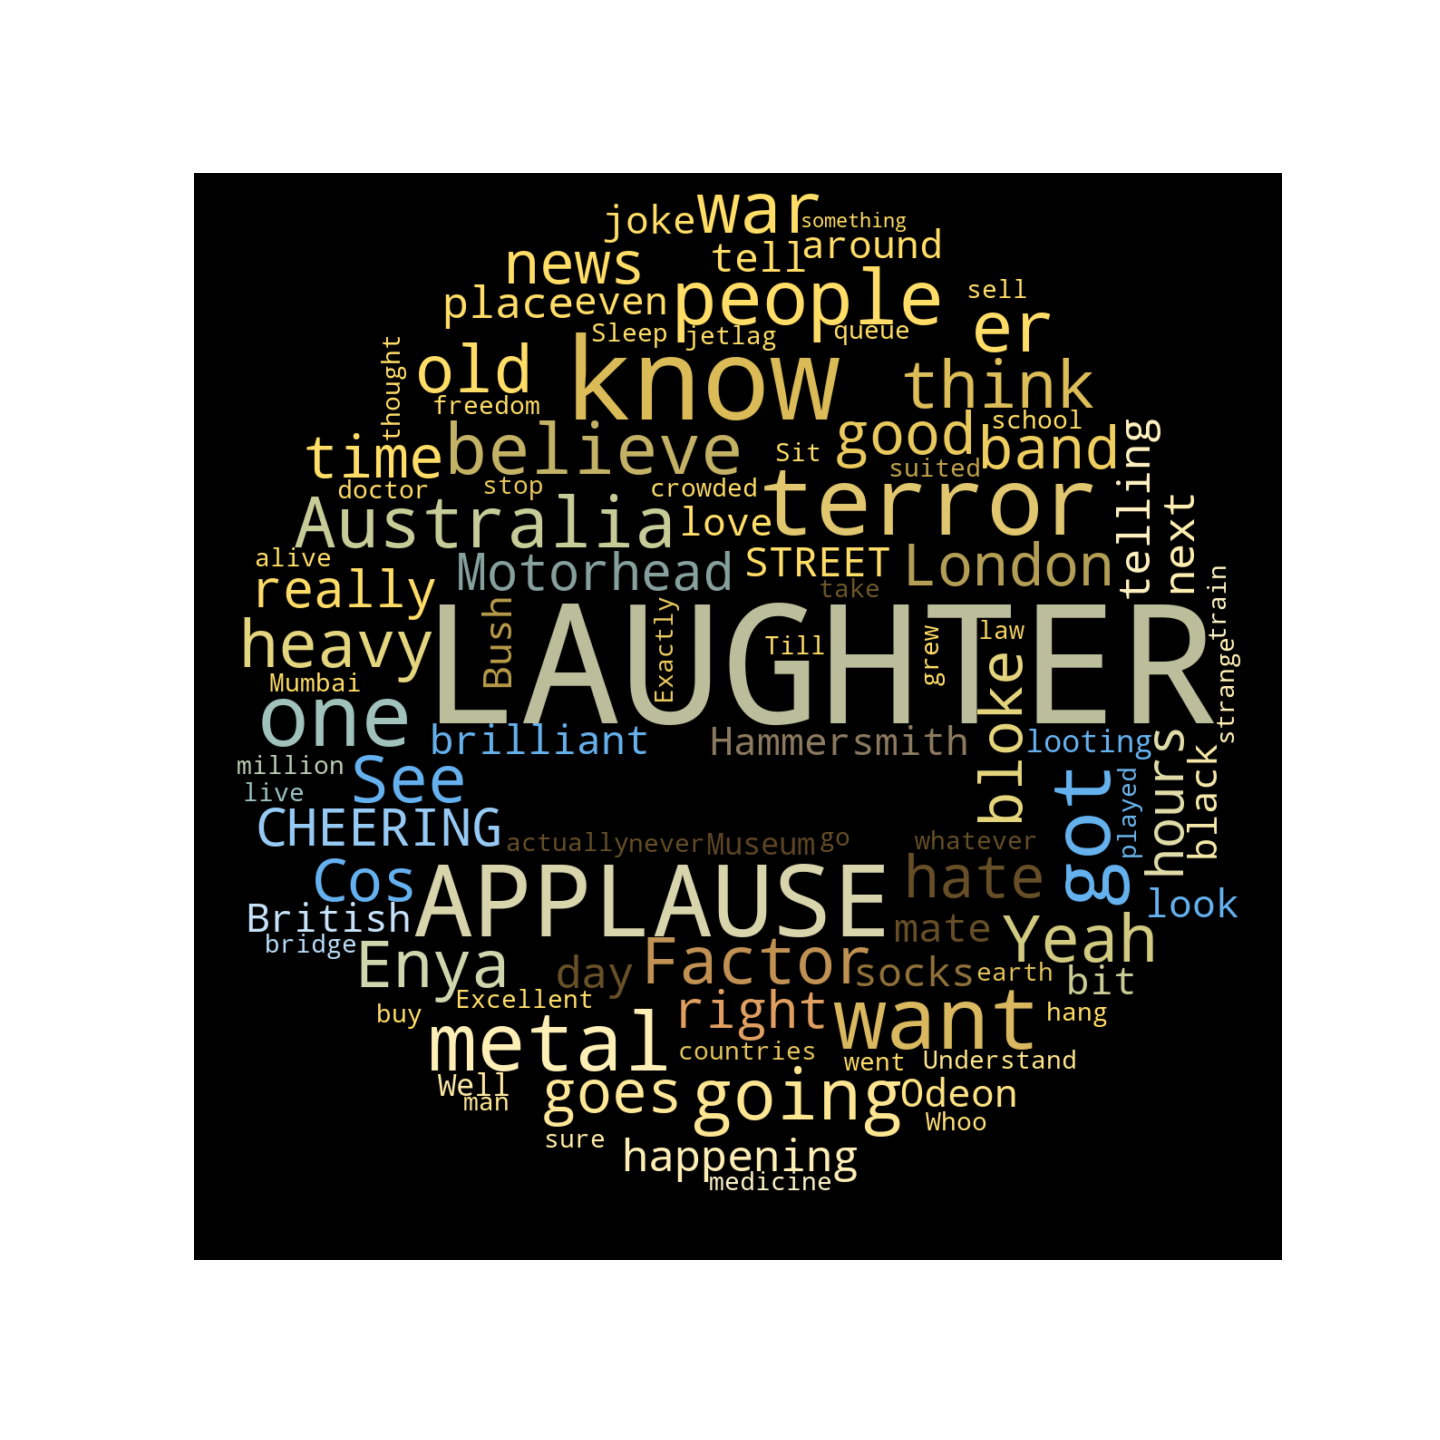 war
joke
something
tell
around
news
people
sell
place
even
er
Sleep
jetlag
queue
know
old
think
thought
freedom
school
good
band
believe
time
Sit
telling
suited
doctor
stop
crowded
terror
Australia
love
next
STREET
London
alive
Motorhead
really
take
train
LAUGHTER
Bush
Exactly
Till
grew
law
heavy
strange
Mumbai
one
bloke
brilliant
Hammersmith
looting
hours
black
million
See
live
got
played
CHEERING
actually
never
Museum
go
whatever
Cos
APPLAUSE
hate
look
British
mate
Yeah
bridge
Enya
day
Factor
socks
earth
bit
buy
Excellent
right
want
hang
metal
countries
went
Understand
Well
man
goes
going
Odeon
Whoo
sure
happening
medicine